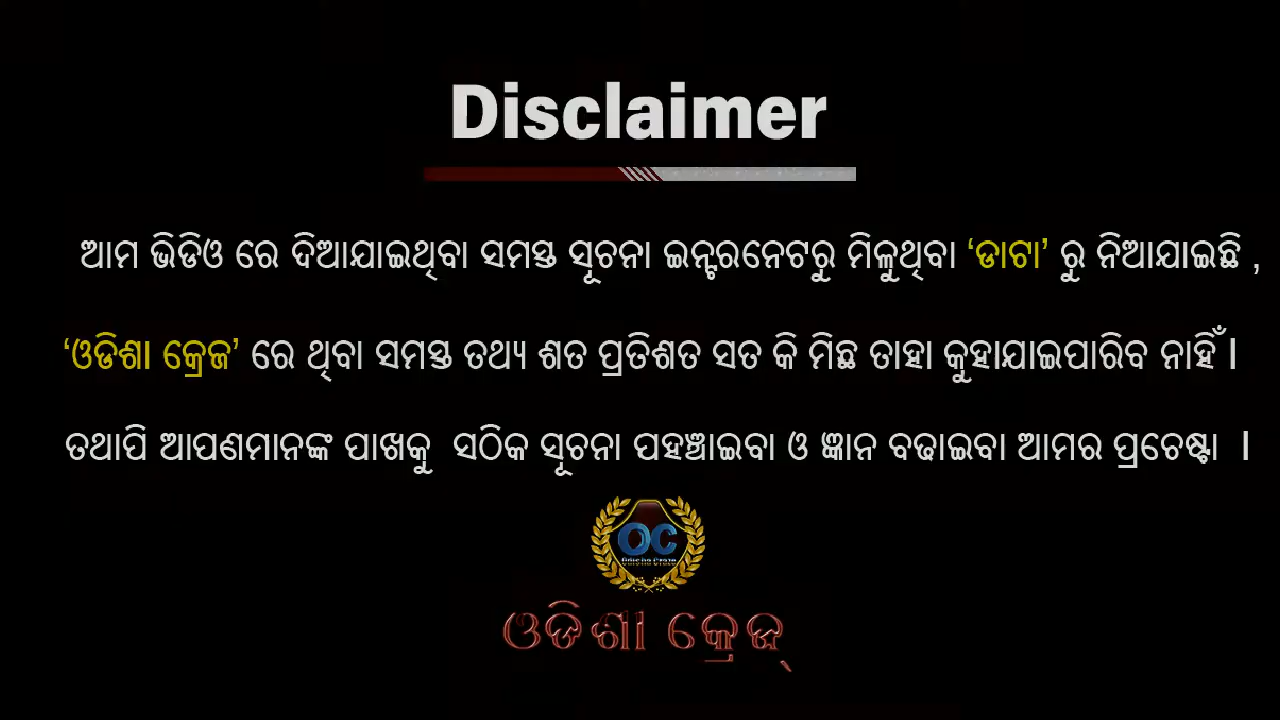 Disclaimer
ଆମ ଭିଡିଓ ରେ ଦିଆଯାଇଥିବା ସମସ୍ତ ସୂଚନା ଇନ୍ଟରନେଟରୁ ମିଳୁଥିବା ‘ଡାଟା’ ରୁ ନିଆଯାଇଛି ,
‘ଓଡିଶା କ୍ରେଜ’ ରେ ଥିବା ସମସ୍ତ ତଥ୍ୟ ଶତ ପ୍ରତିଶତ ସତ କି ମିଛ ତାହା କୁହାଯାଇପାରିବ ନାହିଁ ।
ତଥାପି ଆପଣମାନଙ୍କ ପାଖକୁ ସଠିକ ସୂଚନା ପହଞ୍ଚାଇବା ଓ ଜ୍ଞାନ ବଢାଇବା ଆମର ପ୍ରଚେଷ୍ଟା ।
OC
ଓଡିଶା କ୍ରେଜ୍